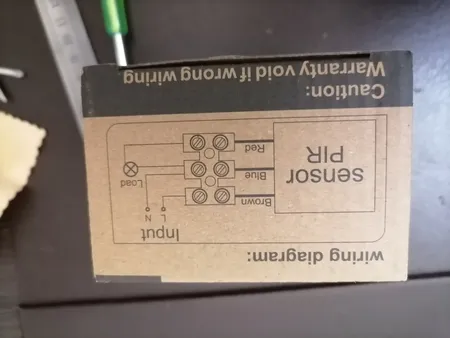 wiring diagram:
Input
L N
PIR
sensor
Brown
Blue
Load
Red
Caution:
Warranty void if wrong wiring